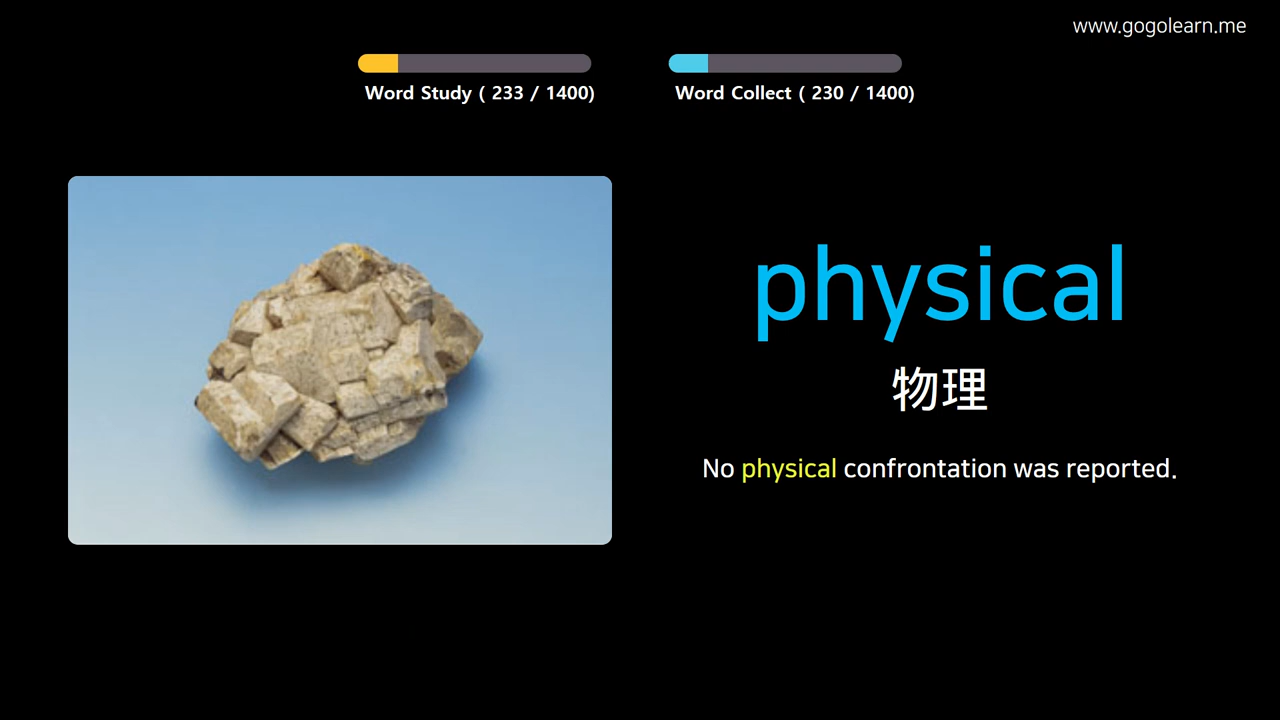 www.gogolearn.me
Word Study ( 233 / 1400)
Word Collect ( 230 / 1400)
physical
物理
No physical confrontation was reported.